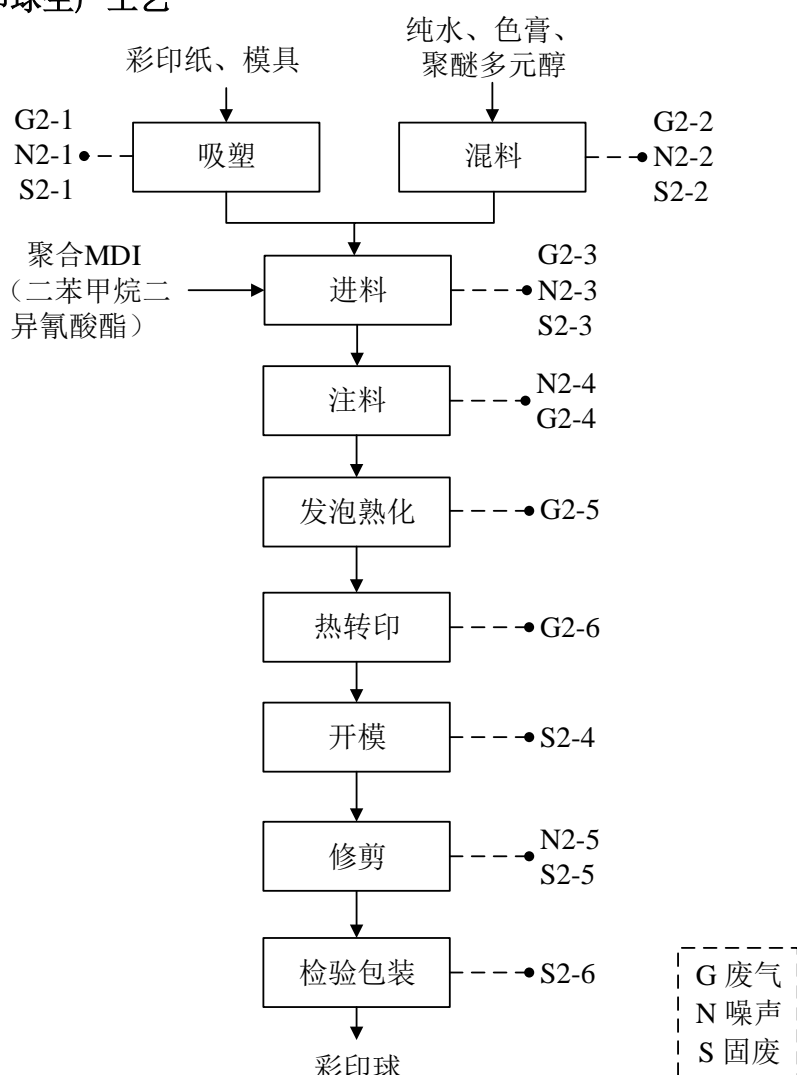 彩印纸、模具
纯水、色膏、
聚醚多元醇
G2-1
N2-1
S2-1
吸塑
混料
G2-2
N2-2
S2-2
聚合MDI
（二苯甲烷二
异氰酸酯）
进料
G2-3
N2-3
S2-3
注料
N2-4
G2-4
发泡熟化
G2-5
热转印
G2-6
开模
S2-4
修剪
N2-5
S2-5
检验包装
S2-6
彩印球
G 废气
N 噪声
S 固废